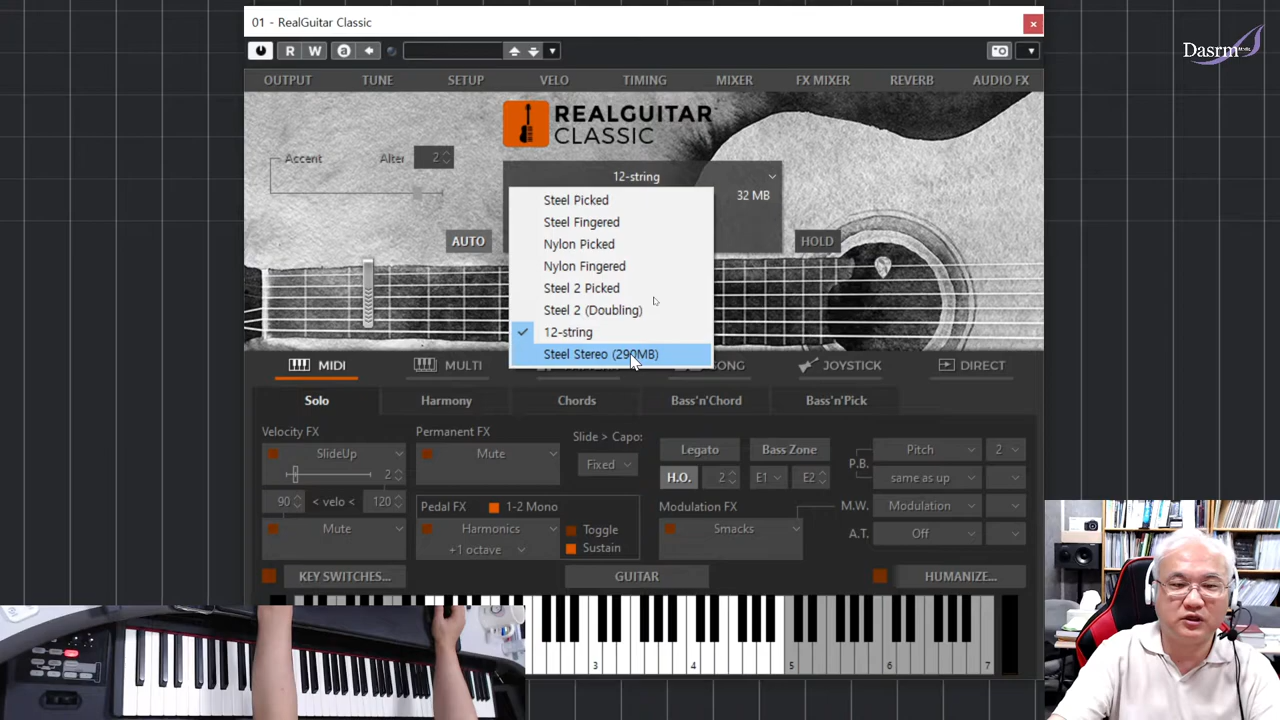 01 - RealGuitar Classic
Dasrm
R W a
OUTPUT TUNE SETUP VELO TIMING MIXER FX MIXER REVERB AUDIO FX
REALGUITAR
CLASSIC
Accent Alter 2
12-string
32 MB
Steel Picked
Steel Fingered
Nylon Picked
AUTO
HOLD
Nylon Fingered
Steel 2 Picked
Steel 2 (Doubling)
12-string
Steel Stereo (290MB)
MIDI MULTI ONG JOYSTICK DIRECT
Solo Harmony Chords Bass'n'Chord Bass'n'Pick
Velocity FX Permanent FX Slide > Capo:
SlideUp Mute Fixed Legato Bass Zone P.B. Pitch 2
2 H.O. 2 E1 E2 same as up
90 < velo < 120 Pedal FX 1-2 Mono Modulation FX M.W. Modulation
Mute Harmonics Toggle Smacks A.T. Off
+1 octave Sustain
KEY SWITCHES... GUITAR HUMANIZE...
3 4 5 6 7